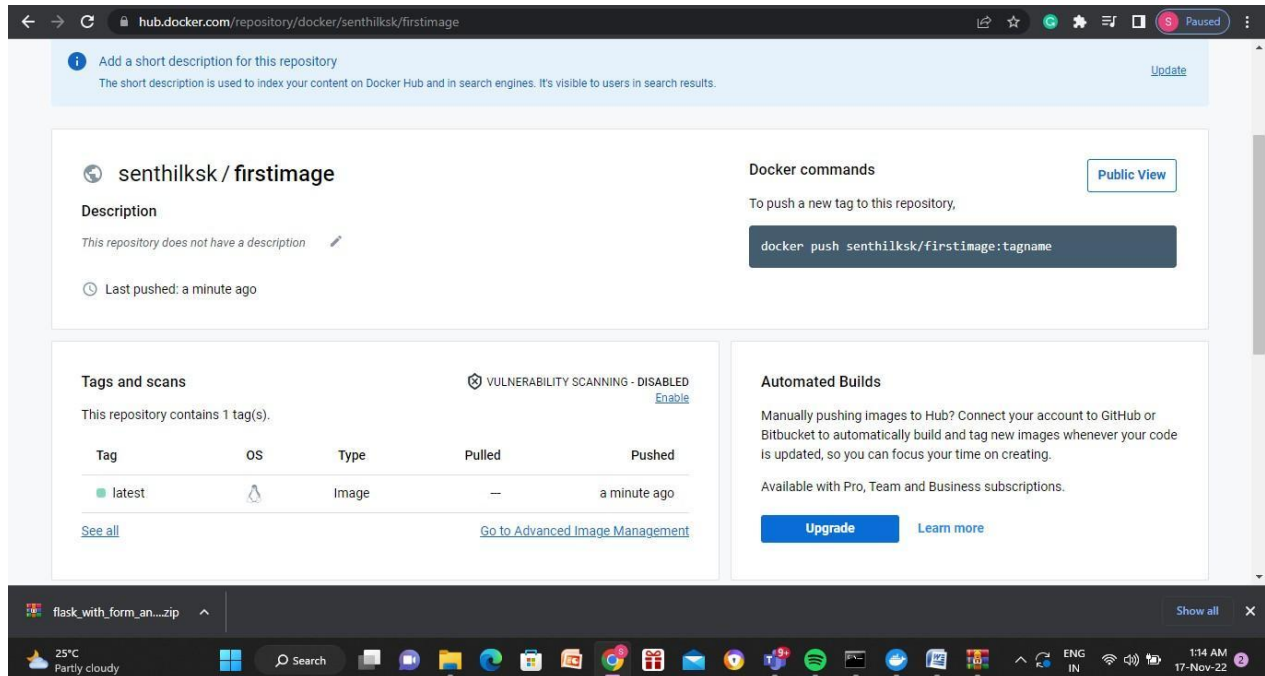 hub.docker.com/repository/docker/senthilksk/firstimage
S Paused
Add a short description for this repository
The short description is used to index your content on Docker Hub and in search engines. It's visible to users in search results.
Update
senthilksk / firstimage
Description
This repository does not have a description
Last pushed: a minute ago
Docker commands
Public View
To push a new tag to this repository,
docker push senthilksk/firstimage:tagname
Tags and scans
VULNERABILITY SCANNING - DISABLED
Enable
This repository contains 1 tag(s).
Tag OS Type Pulled Pushed
latest Image — a minute ago
See all
Go to Advanced Image Management
Automated Builds
Manually pushing images to Hub? Connect your account to GitHub or
Bitbucket to automatically build and tag new images whenever your code
is updated, so you can focus your time on creating.
Available with Pro, Team and Business subscriptions.
Upgrade Learn more
flask_with_form_an....zip
Show all
25°C
Partly cloudy
Search
9+
ENG
IN
1:14 AM
17-Nov-22
2